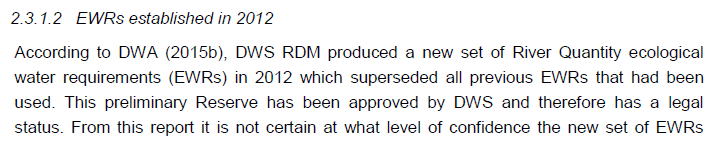 2.3.1.2 EWRs established in 2012
According to DWA (2015b), DWS RDM produced a new set of River Quantity ecological
water requirements (EWRs) in 2012 which superseded all previous EWRs that had been
used. This preliminary Reserve has been approved by DWS and therefore has a legal
status. From this report it is not certain at what level of confidence the new set of EWRs